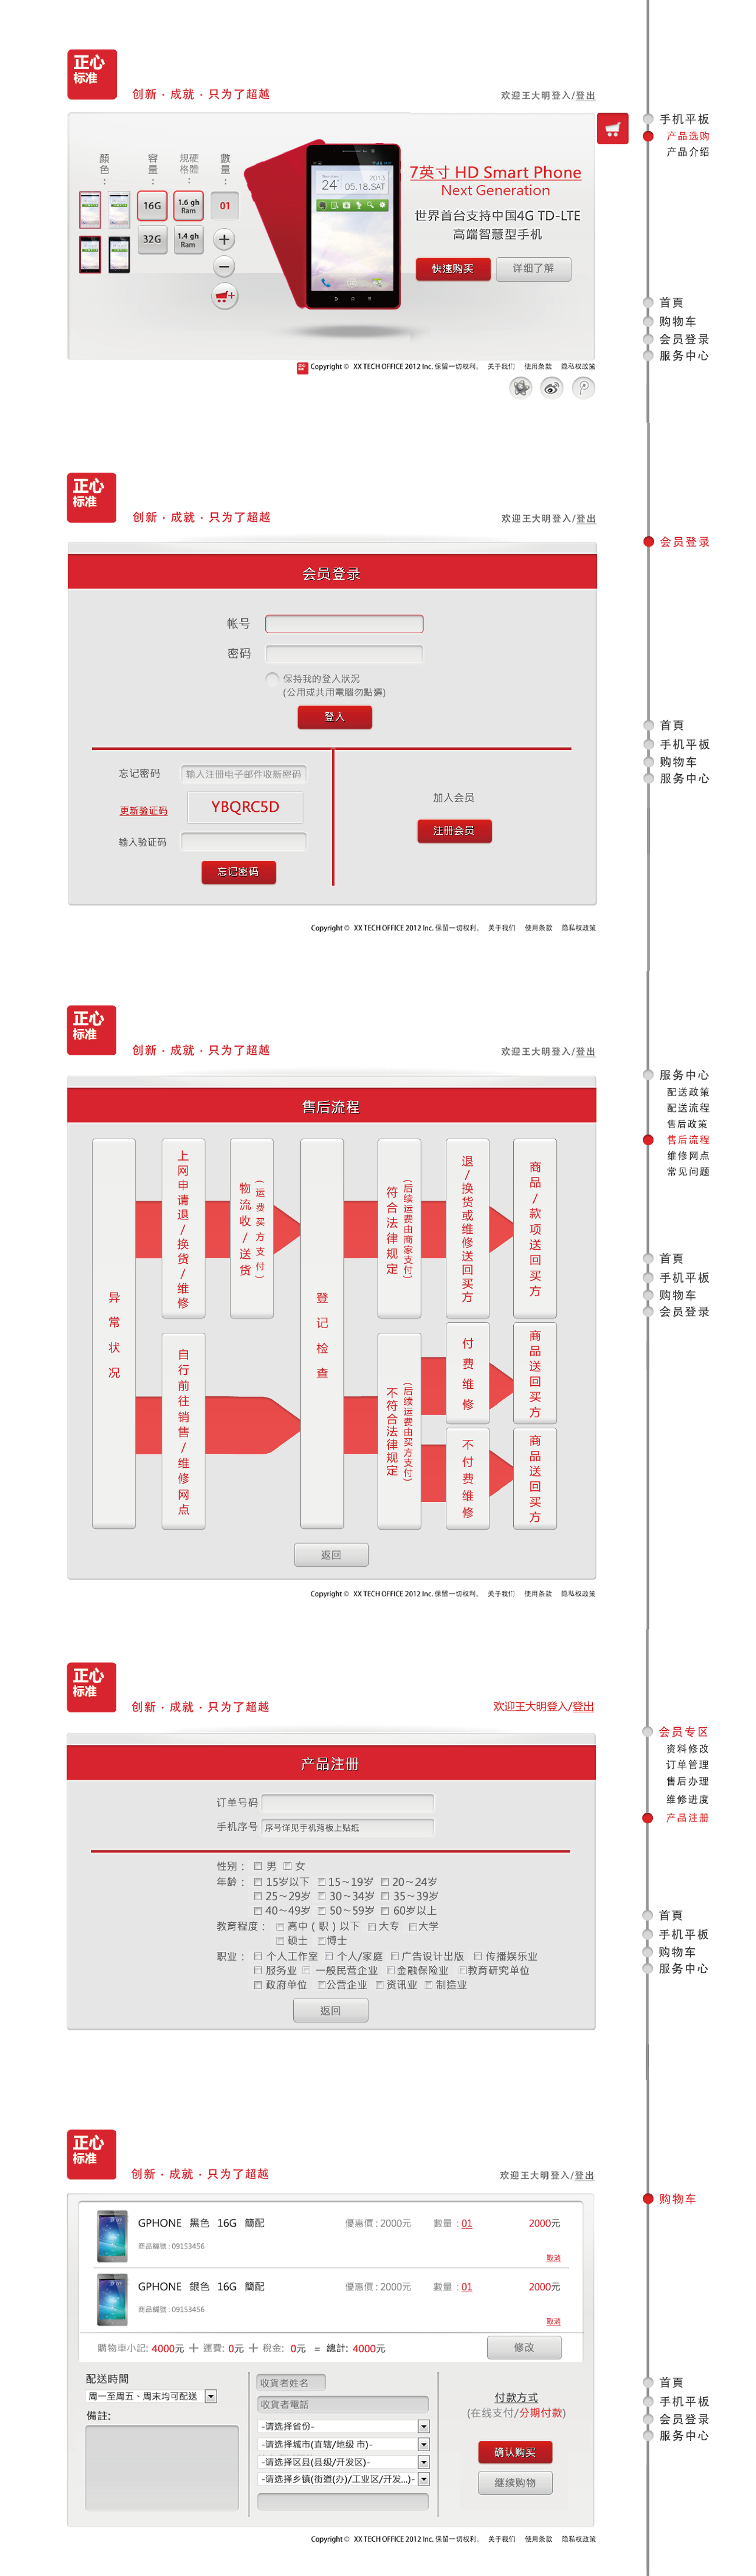 正心
标准
创新·成就·只为了超越
欢迎王大明登入/登出
手机平板
产品选购
产品介绍
顏色：
容量：
規格硬體：
數量：
16G
1.6 gh
Ram
01
32G
1.4 gh
Ram
2013
24
05.18.SAT
7英寸 HD Smart Phone
Next Generation
世界首台支持中国4G TD-LTE
高端智慧型手机
快速购买
详细了解
首頁
购物车
会员登录
服务中心
Copyright © XX TECH OFFICE 2012 Inc. 保留一切权利。 关于我们 使用条款 隐私权政策
正心
标准
创新·成就·只为了超越
欢迎王大明登入/登出
会员登录
会员登录
帐号
密码
保持我的登入狀況
(公用或共用電腦勿點選)
登入
首頁
手机平板
购物车
服务中心
忘记密码
输入注册电子邮件收新密码
更新验证码
YBQRC5D
输入验证码
忘记密码
加入会员
注册会员
Copyright © XX TECH OFFICE 2012 Inc. 保留一切权利。 关于我们 使用条款 隐私权政策
正心
标准
创新·成就·只为了超越
欢迎王大明登入/登出
服务中心
配送政策
配送流程
售后政策
售后流程
维修网点
常见问题
售后流程
异常状况
上网申请退/换货/维修
物流收/送货
(运费买方支付)
自行前往销售/维修网点
登记检查
符合法律规定
(后续运费由商家支付)
退/换货或维修送回买方
商品/款项送回买方
不符合法律规定
(后续运费由买方支付)
付费维修
商品送回买方
不付费维修
商品送回买方
返回
首頁
手机平板
购物车
会员登录
Copyright © XX TECH OFFICE 2012 Inc. 保留一切权利。 关于我们 使用条款 隐私权政策
正心
标准
创新·成就·只为了超越
欢迎王大明登入/登出
会员专区
资料修改
订单管理
售后办理
维修进度
产品注册
产品注册
订单号码
手机序号 序号详见手机背板上贴纸
性别： 男 女
年龄： 15岁以下 15～19岁 20～24岁
25～29岁 30～34岁 35～39岁
40～49岁 50～59岁 60岁以上
教育程度： 高中（职）以下 大专 大学
硕士 博士
职业： 个人工作室 个人/家庭 广告设计出版 传播娱乐业
服务业 一般民营企业 金融保险业 教育研究单位
政府单位 公营企业 资讯业 制造业
返回
首頁
手机平板
购物车
服务中心
正心
标准
创新·成就·只为了超越
欢迎王大明登入/登出
购物车
GPHONE 黑色 16G 簡配 優惠價：2000元 數量：01 2000元
商品編號：09153456
取消
GPHONE 銀色 16G 簡配 優惠價：2000元 數量：01 2000元
商品編號：09153456
取消
購物車小記: 4000元 + 運費: 0元 + 稅金: 0元 = 總計: 4000元
修改
配送時間
周一至周五、周末均可配送
備註:
收貨者姓名
收貨者電話
-请选择省份-
-请选择城市(直辖/地级 市)-
-请选择区县(县级/开发区)-
-请选择乡镇(街道(办)/工业区/开发...)-
付款方式
(在线支付/分期付款)
确认购买
继续购物
首頁
手机平板
会员登录
服务中心
Copyright © XX TECH OFFICE 2012 Inc. 保留一切权利。 关于我们 使用条款 隐私权政策